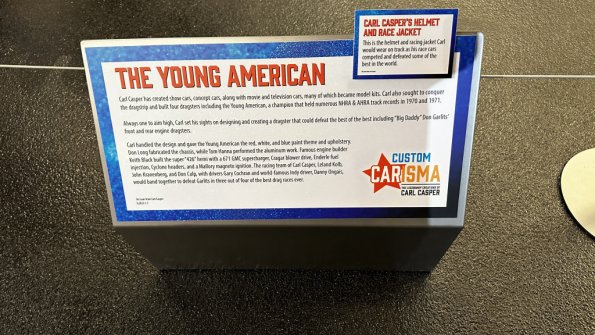 CARL CASPER'S HELMET
AND RACE JACKET
This is the helmet and racing jacket Carl
would wear on track as his race cars
competed and defeated some of the
best in the world.
THE YOUNG AMERICAN
Carl Casper has created show cars, concept cars, along with movie and television cars, many of which became model kits. Carl also sought to conquer
the dragstrip and built four dragsters including the Young American, a champion that held numerous NHRA & AHRA track records in 1970 and 1971.
Always one to aim high, Carl set his sights on designing and creating a dragster that could defeat the best of the best including "Big Daddy" Don Garlits'
front and rear engine dragsters.
Carl handled the design and gave the Young American the red, white, and blue paint theme and upholstery.
Don Long fabricated the chassis, while Tom Hanna performed the aluminum work. Famous engine builder
Keith Black built the super "426" hemi with a 671 GMC supercharger, Cragar blower drive, Enderle fuel
injection, Cyclone headers, and a Mallory magneto ignition. The racing team of Carl Casper, Leland Kolb,
John Kranenberg, and Don Culp, with drivers Gary Cochran and world-famous Indy driver, Danny Ongais,
would band together to defeat Garlits in three out of four of the best drag races ever.
CUSTOM
CARISMA
THE LEGENDARY CREATIONS OF
CARL CASPER